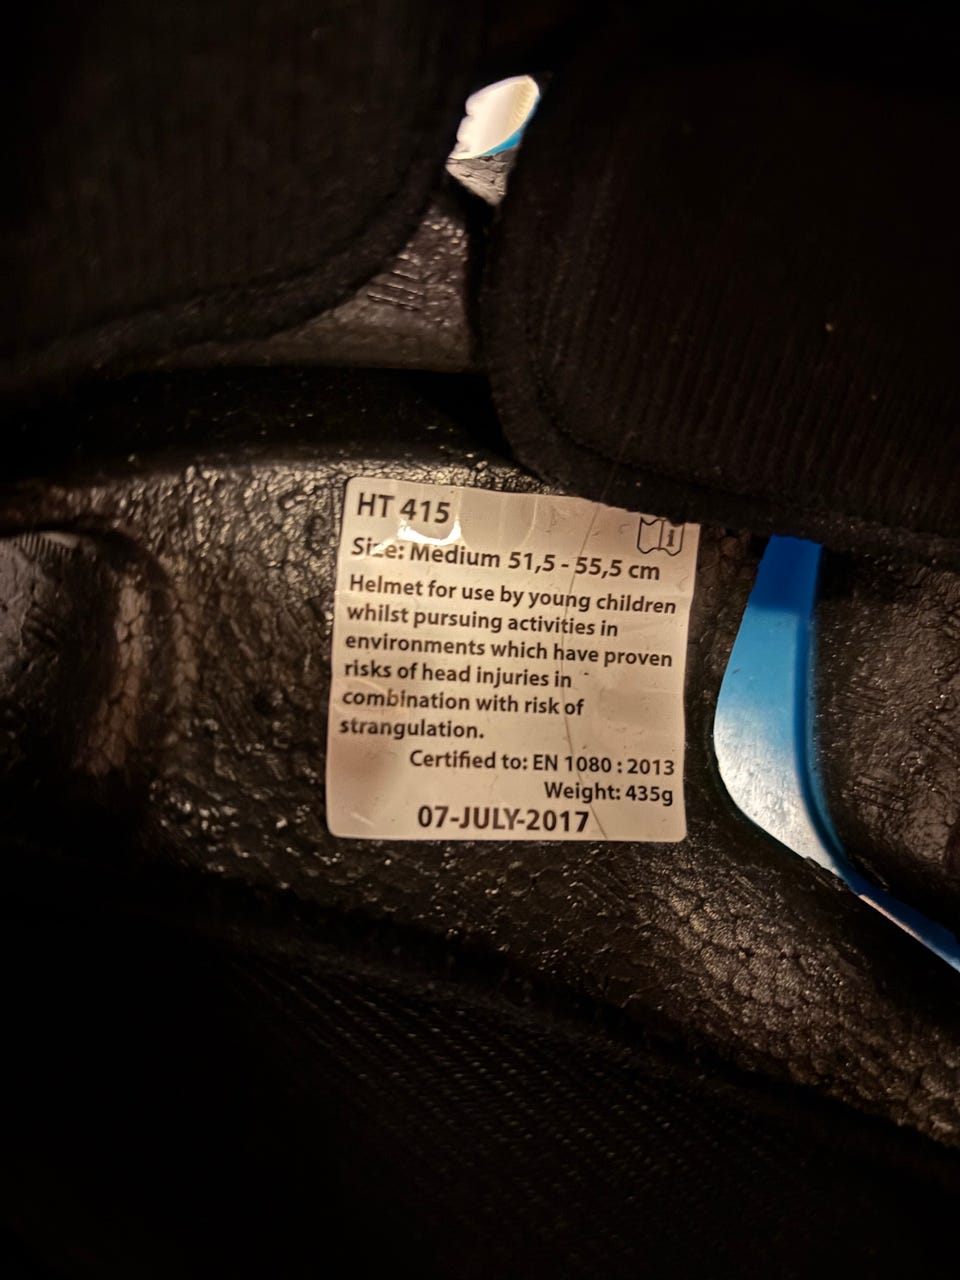 HT 415
i
Size: Medium 51,5 - 55,5 cm
Helmet for use by young children
whilst pursuing activities in
environments which have proven
risks of head injuries in
combination with risk of
strangulation.
Certified to: EN 1080 : 2013
Weight: 435g
07-JULY-2017